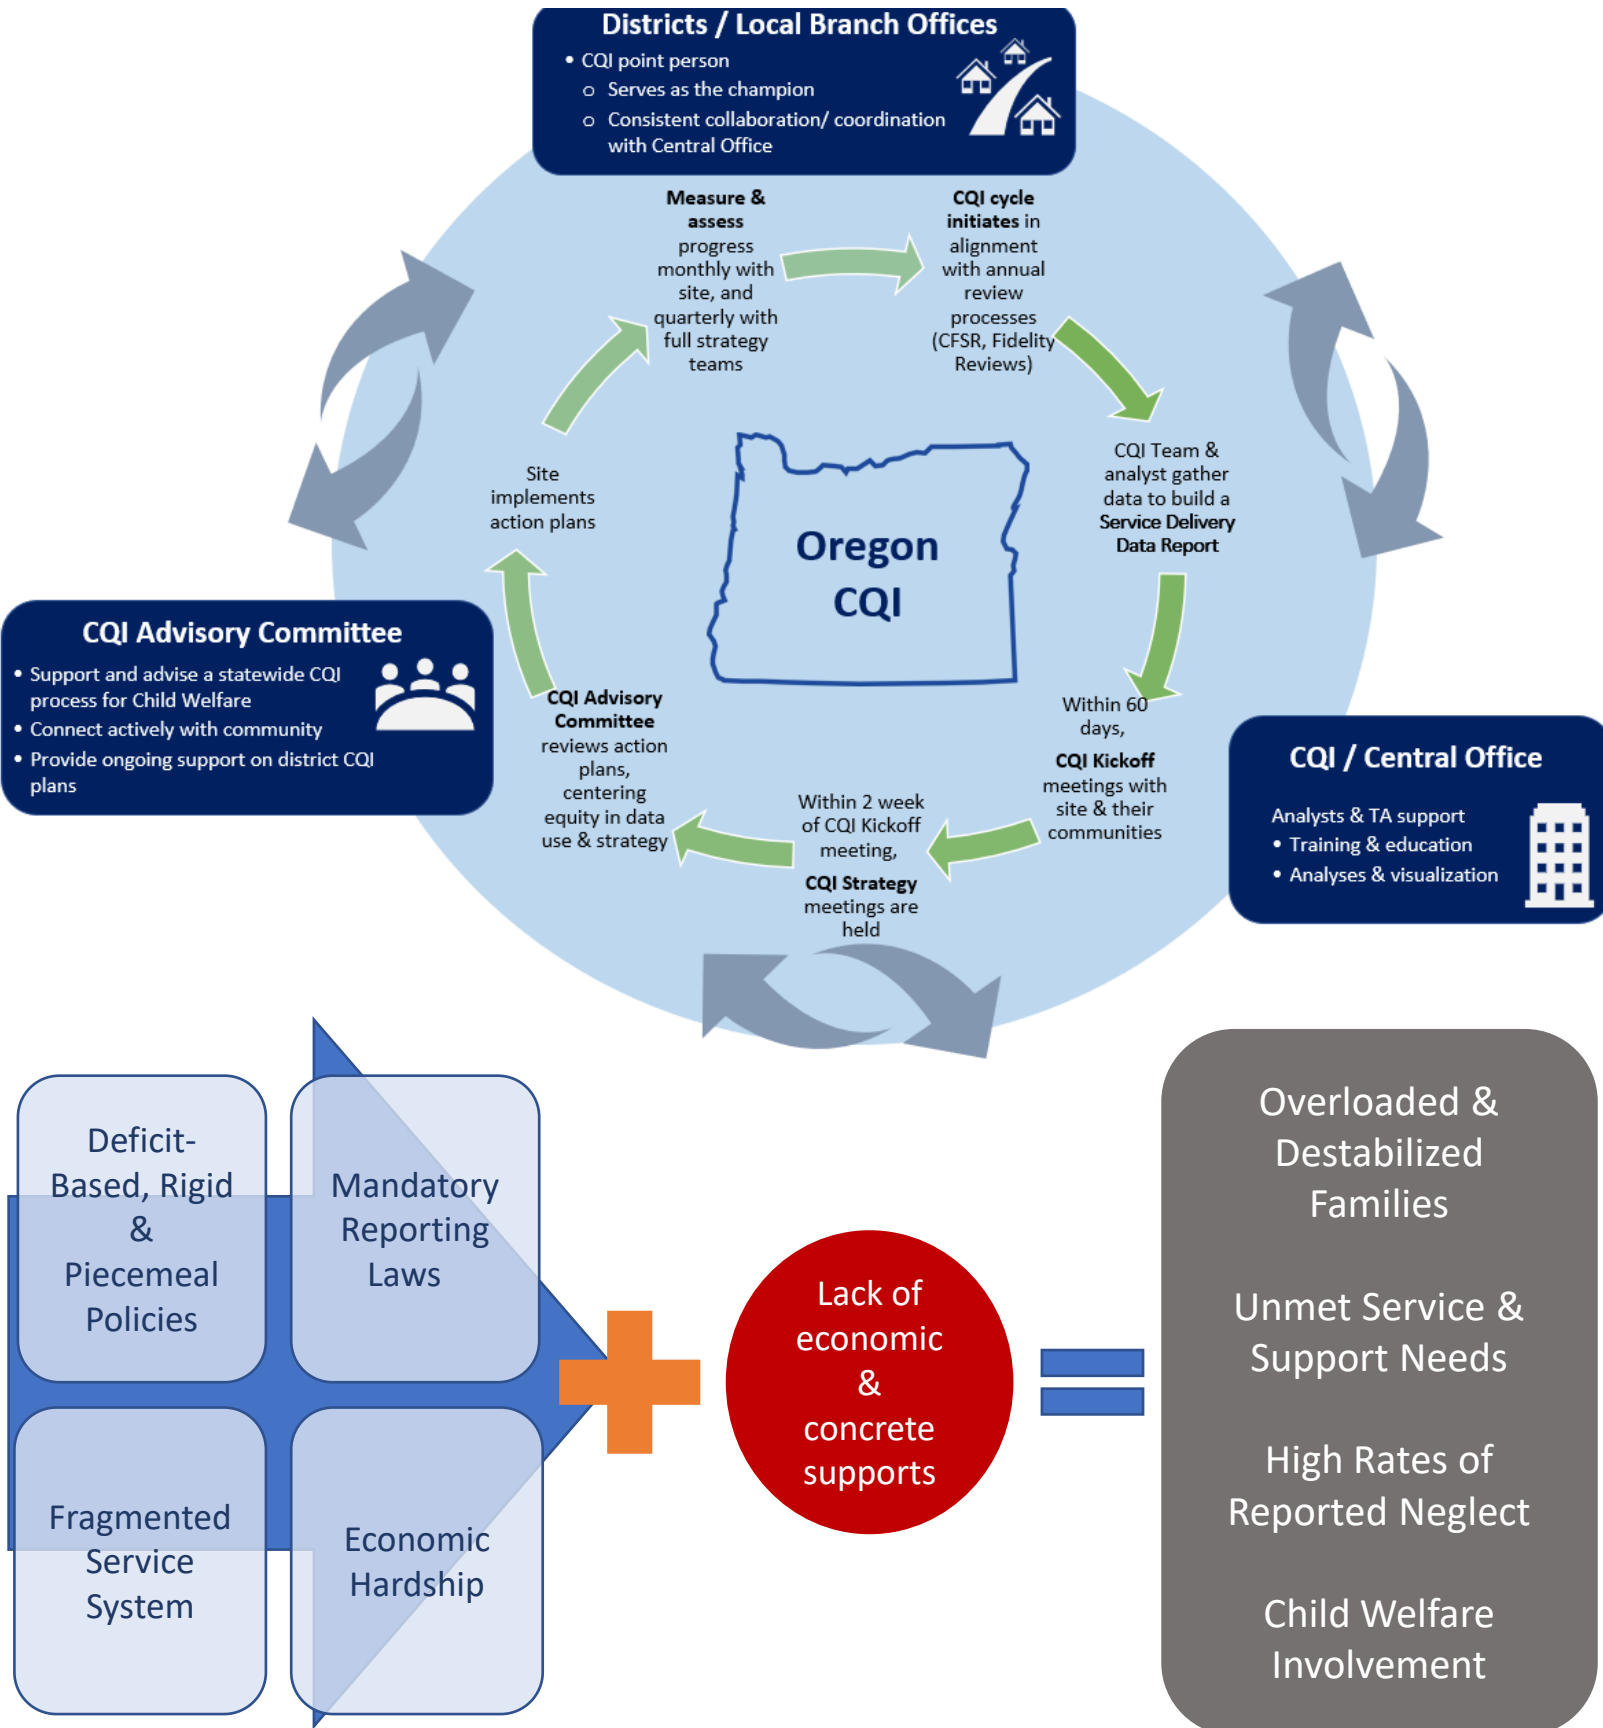 Districts / Local Branch Offices
• CQI point person
o Serves as the champion
o Consistent collaboration/ coordination
with Central Office
Measure &
assess
progress
monthly with
site, and
quarterly with
full strategy
teams
CQI cycle
initiates in
alignment
with annual
review
processes
(CFSR, Fidelity
Reviews)
CQI Team &
analyst gather
data to build a
Service Delivery
Data Report
Site
implements
action plans
Oregon
CQI
CQI Advisory Committee
• Support and advise a statewide CQI
process for Child Welfare
• Connect actively with community
• Provide ongoing support on district CQI
plans
CQI Advisory
Committee
reviews action
plans,
centering
equity in data
use & strategy
Within 60
days,
CQI Kickoff
meetings with
site & their
communities
Within 2 week
of CQI Kickoff
meeting,
CQI Strategy
meetings are
held
CQI / Central Office
Analysts & TA support
• Training & education
• Analyses & visualization
Deficit-
Based, Rigid
&
Piecemeal
Policies
Mandatory
Reporting
Laws
Fragmented
Service
System
Economic
Hardship
Lack of
economic
&
concrete
supports
Overloaded &
Destabilized
Families
Unmet Service &
Support Needs
High Rates of
Reported Neglect
Child Welfare
Involvement